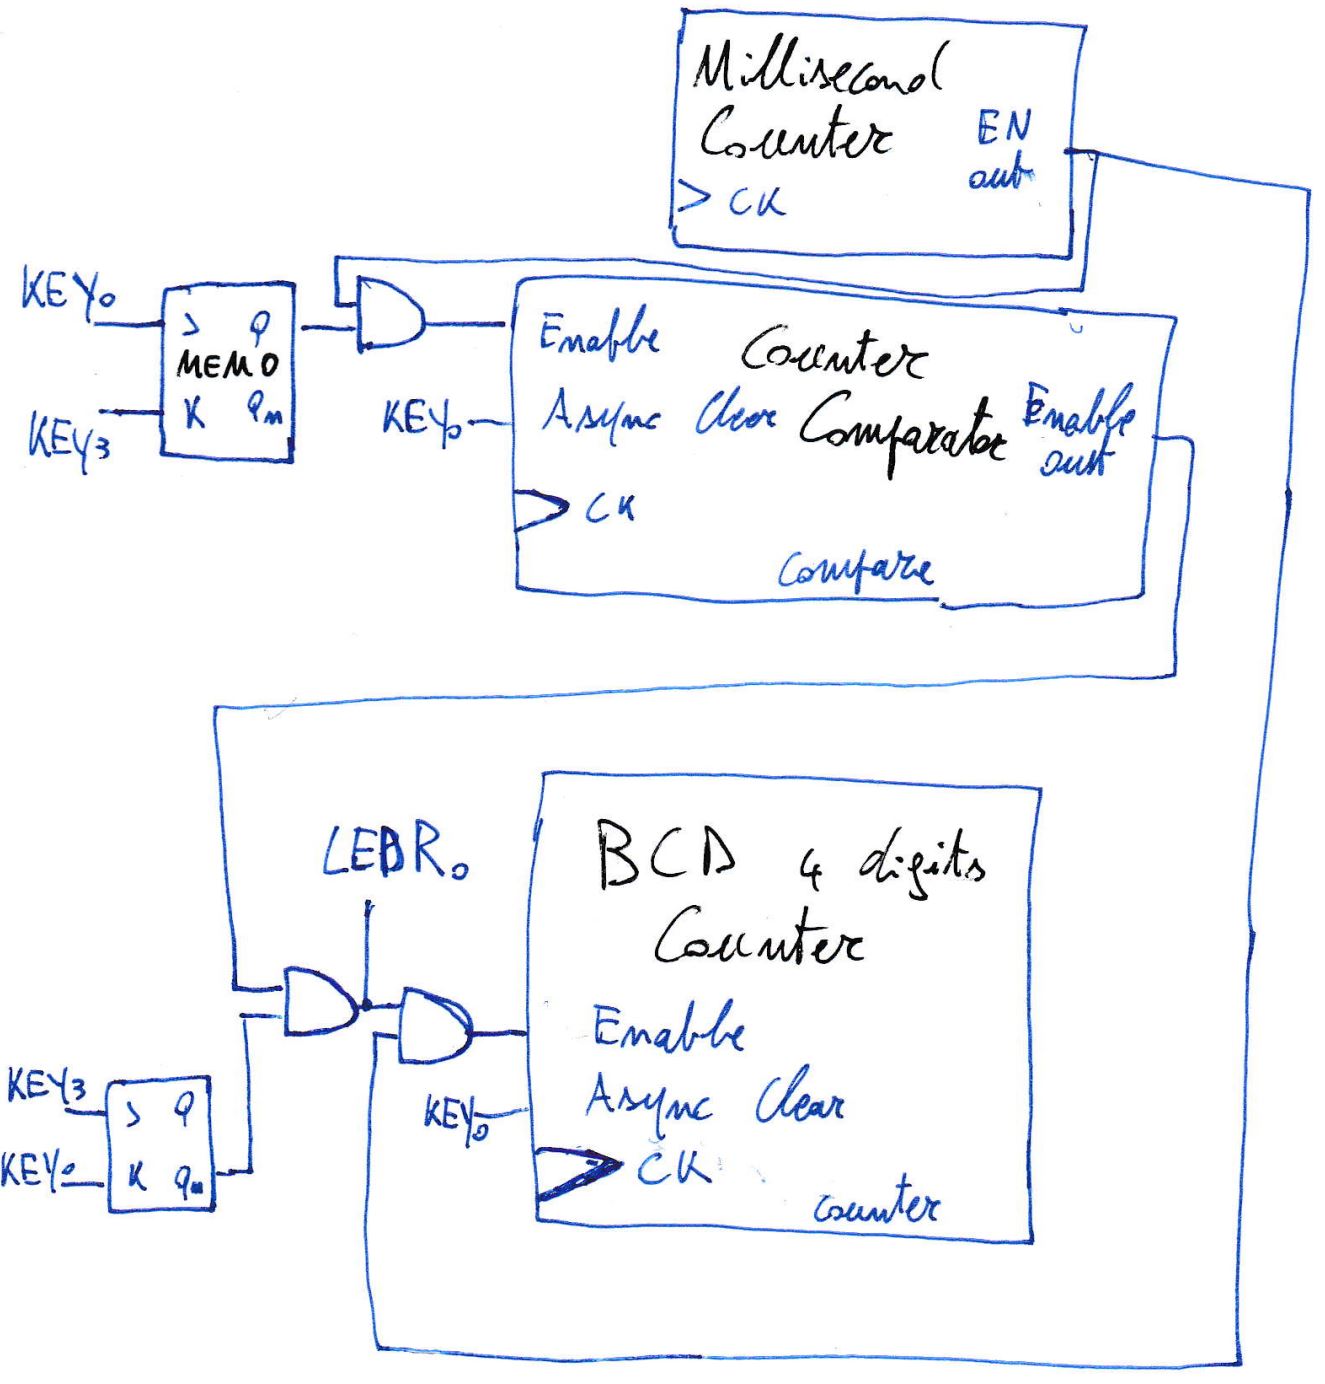 Millisecond
Counter
EN
out
> CK
KEY0
J Q
MEMO
K Qn
KEY3
Enable
Counter
KEY0
Async Clear
Comparator
Enable
out
CK
Compare
LEDR0
BCD 4 digits
Counter
Enable
KEY0
Async Clear
CK
counter
KEY3
J Q
KEY0
K Qn